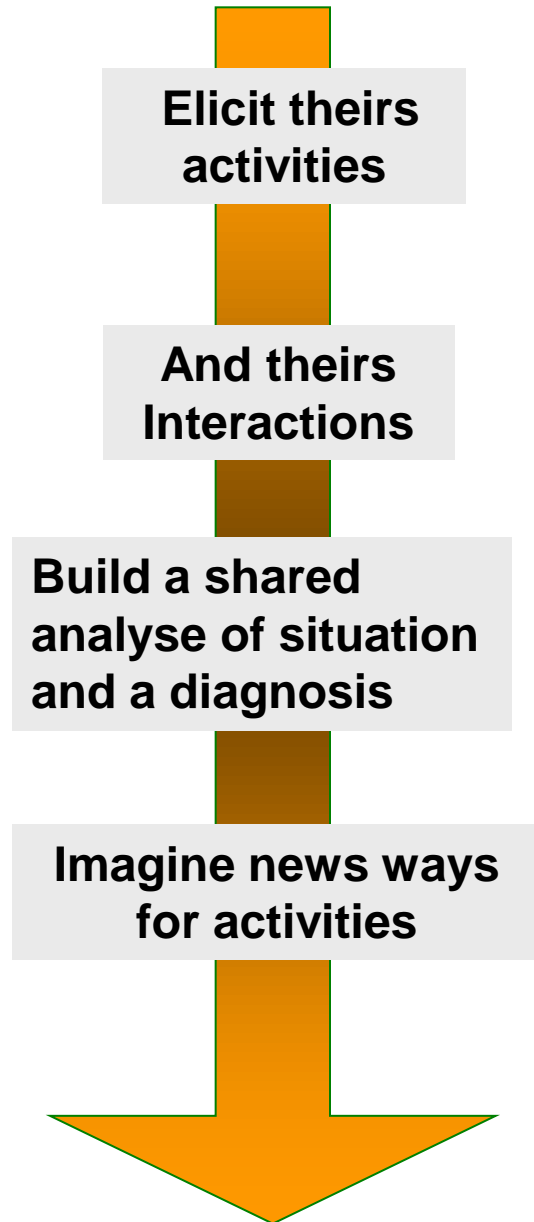 Elicit theirs
activities
And theirs
Interactions
Build a shared
analyse of situation
and a diagnosis
Imagine news ways
for activities